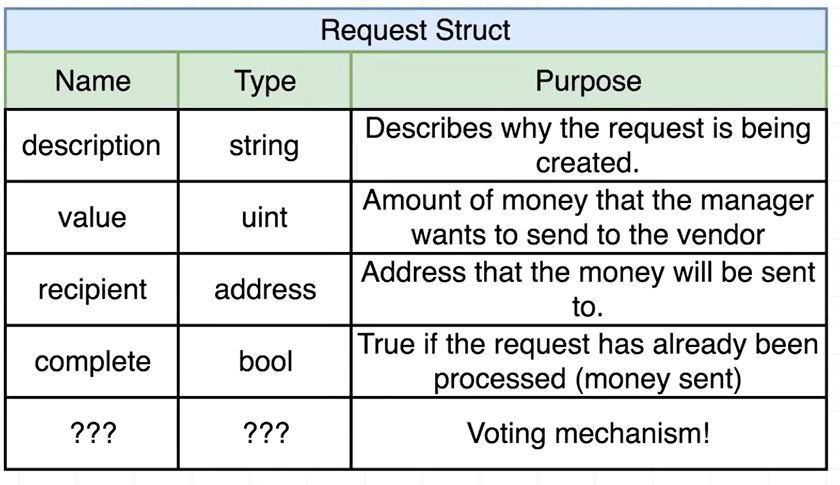 Request Struct
Name Type Purpose
description string Describes why the request is being
created.
value uint Amount of money that the manager
wants to send to the vendor
recipient address Address that the money will be sent
to.
complete bool True if the request has already been
processed (money sent)
??? ??? Voting mechanism!